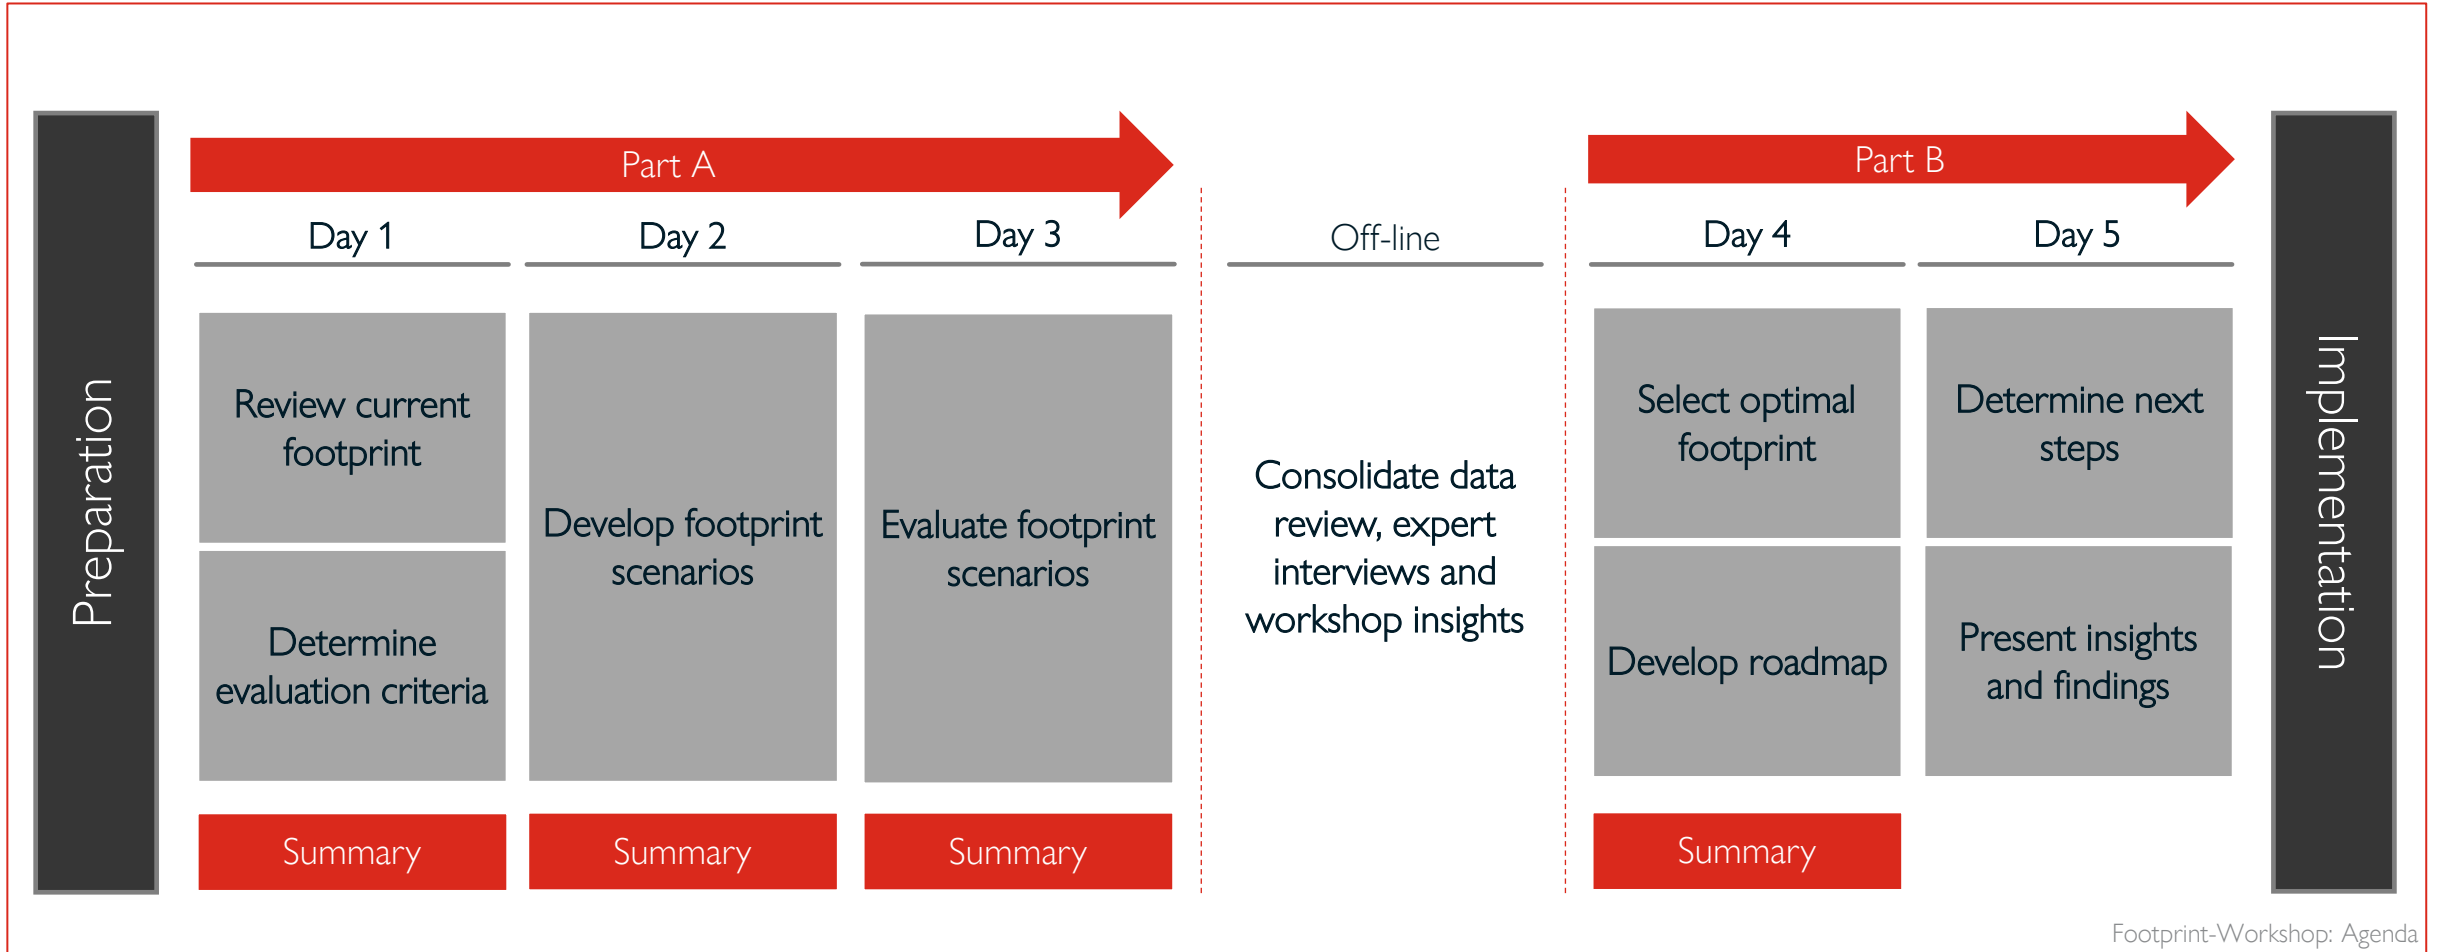 Preparation
Part A
Day 1
Day 2
Day 3
Review current
footprint
Determine
evaluation criteria
Develop footprint
scenarios
Evaluate footprint
scenarios
Summary
Summary
Summary
Off-line
Consolidate data
review, expert
interviews and
workshop insights
Part B
Day 4
Day 5
Select optimal
footprint
Develop roadmap
Determine next
steps
Present insights
and findings
Summary
Implementation
Footprint-Workshop: Agenda